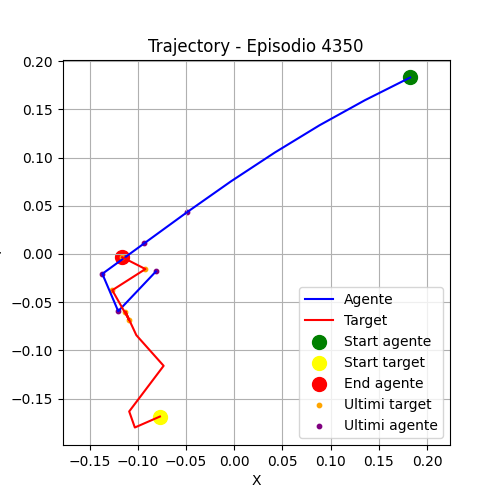 Trajectory - Episodio 4350
0.20
0.15
0.10
0.05
0.00
−0.05
−0.10
−0.15
−0.15 −0.10 −0.05 0.00 0.05 0.10 0.15 0.20
X
Agente
Target
Start agente
Start target
End agente
Ultimi target
Ultimi agente